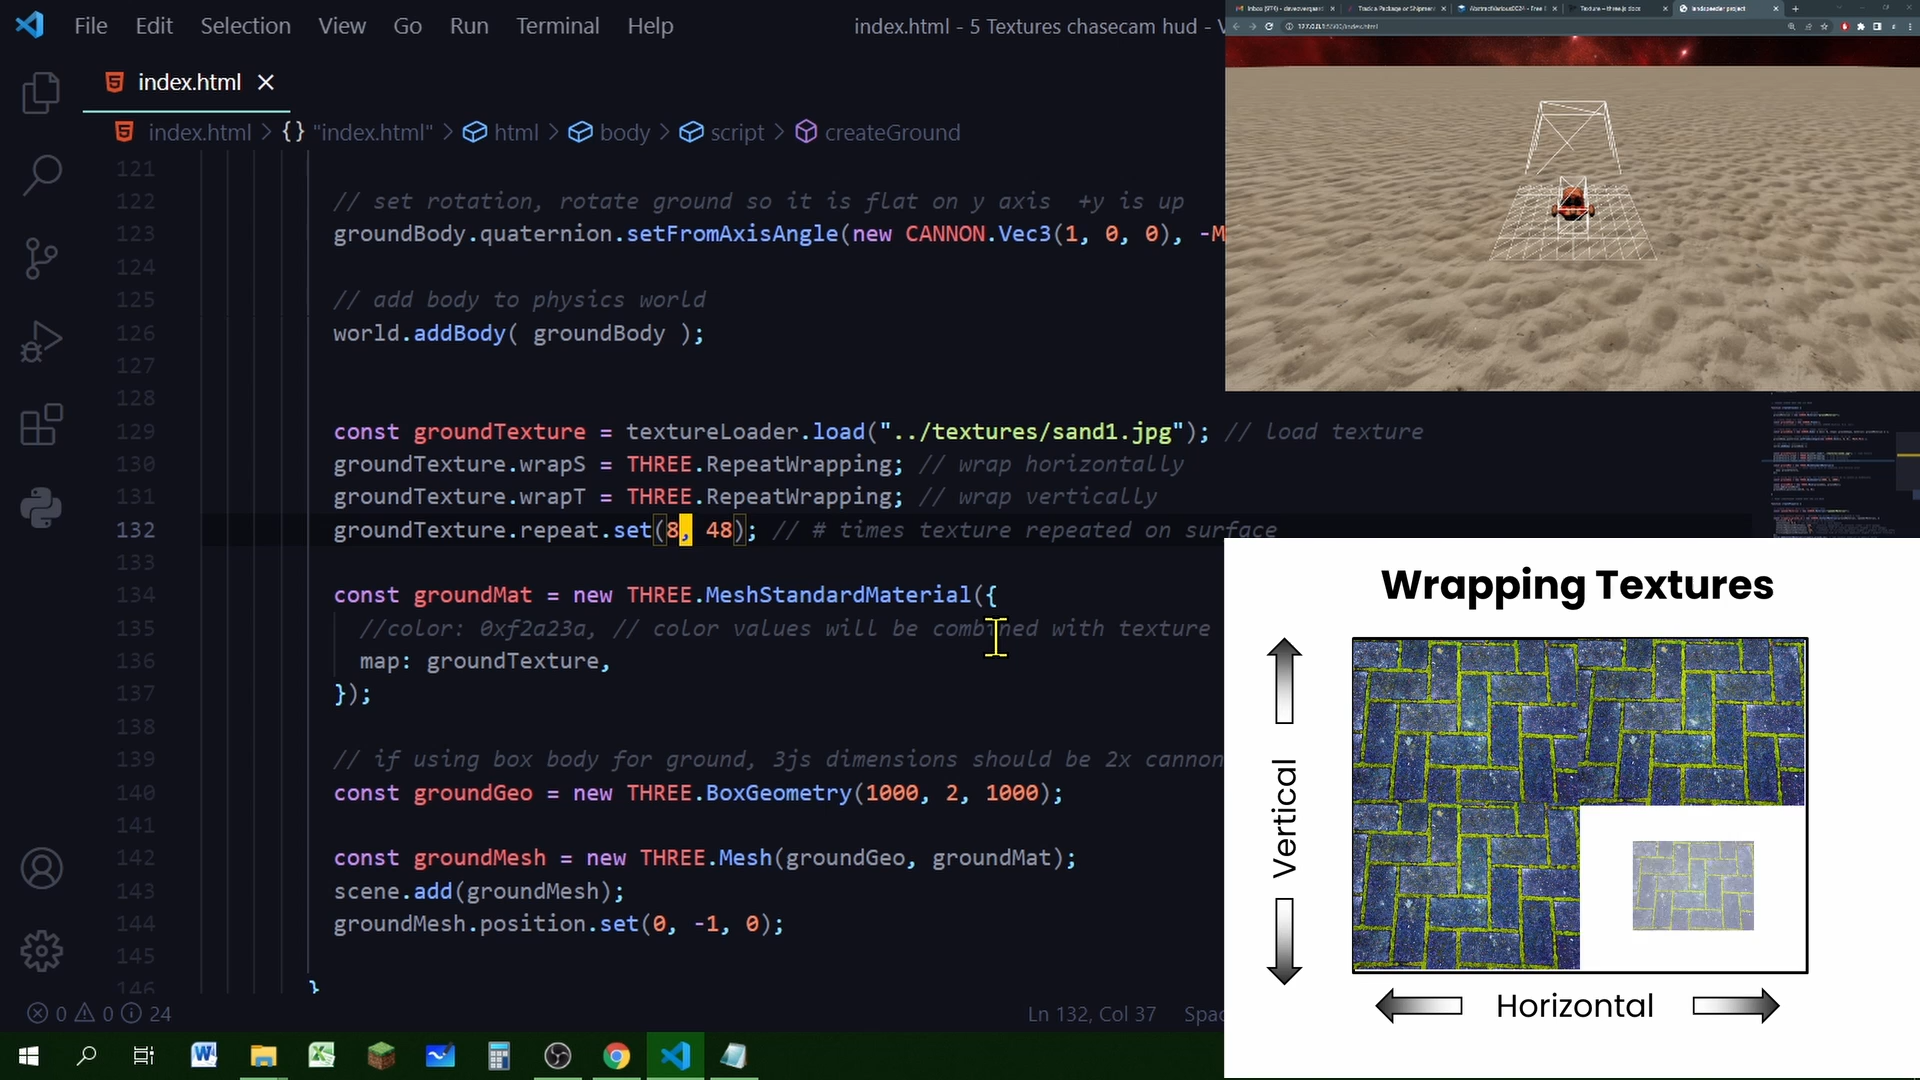 File Edit Selection View Go Run Terminal Help
index.html - 5 Textures chasecam hud - V
index.html
index.html > {} "index.html" > html > body > script > createGround
121
122 // set rotation, rotate ground so it is flat on y axis  +y is up
123 groundBody.quaternion.setFromAxisAngle(new CANNON.Vec3(1, 0, 0), -M
124
125 // add body to physics world
126 world.addBody( groundBody );
127
128
129 const groundTexture = textureLoader.load("../textures/sand1.jpg"); // load texture
130 groundTexture.wrapS = THREE.RepeatWrapping; // wrap horizontally
131 groundTexture.wrapT = THREE.RepeatWrapping; // wrap vertically
132 groundTexture.repeat.set(8, 48); // # times texture repeated on surface
133
134 const groundMat = new THREE.MeshStandardMaterial({
135 //color: 0xf2a23a, // color values will be combined with texture
136 map: groundTexture,
137 });
138
139 // if using box body for ground, 3js dimensions should be 2x cannon
140 const groundGeo = new THREE.BoxGeometry(1000, 2, 1000);
141
142 const groundMesh = new THREE.Mesh(groundGeo, groundMat);
143 scene.add(groundMesh);
144 groundMesh.position.set(0, -1, 0);
145
146 }
0 0 24
Ln 132, Col 37 Spac
Wrapping Textures
Vertical
Horizontal